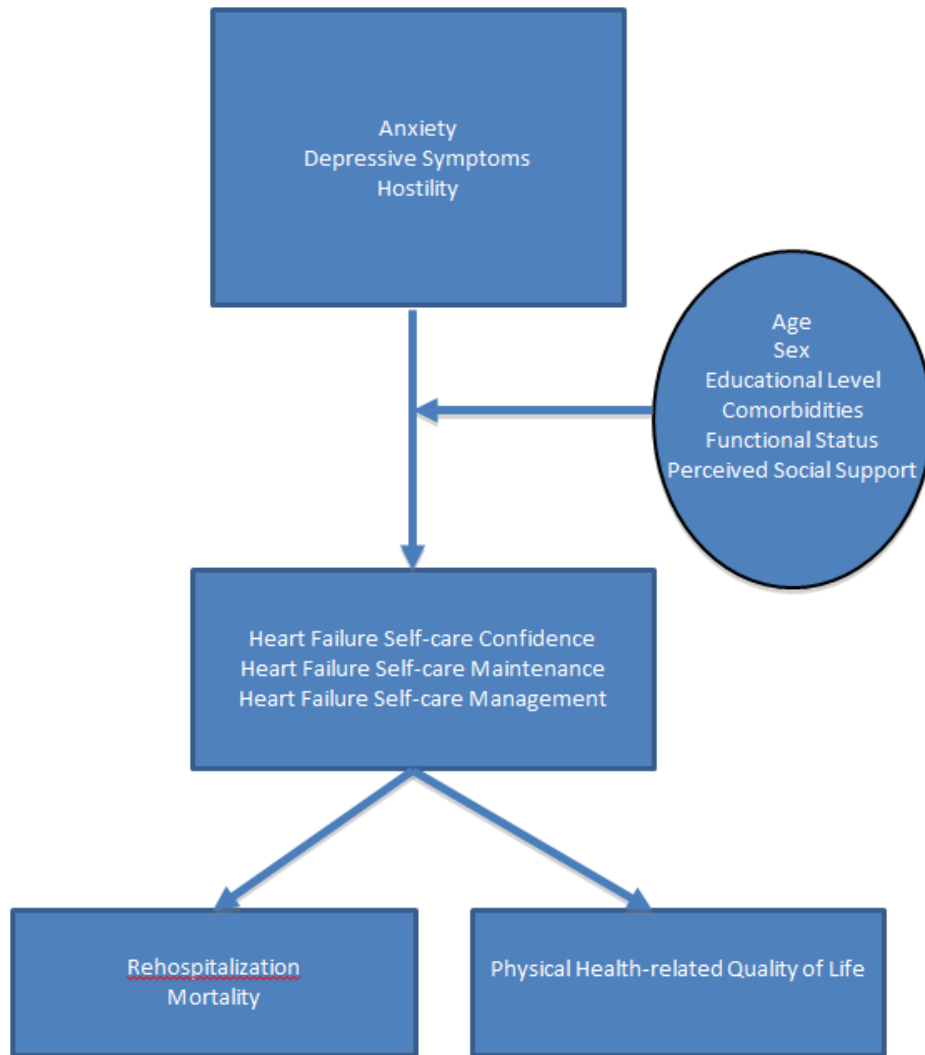 Anxiety
Depressive Symptoms
Hostility
Age
Sex
Educational Level
Comorbidities
Functional Status
Perceived Social Support
Heart Failure Self-care Confidence
Heart Failure Self-care Maintenance
Heart Failure Self-care Management
Rehospitalization
Mortality
Physical Health-related Quality of Life